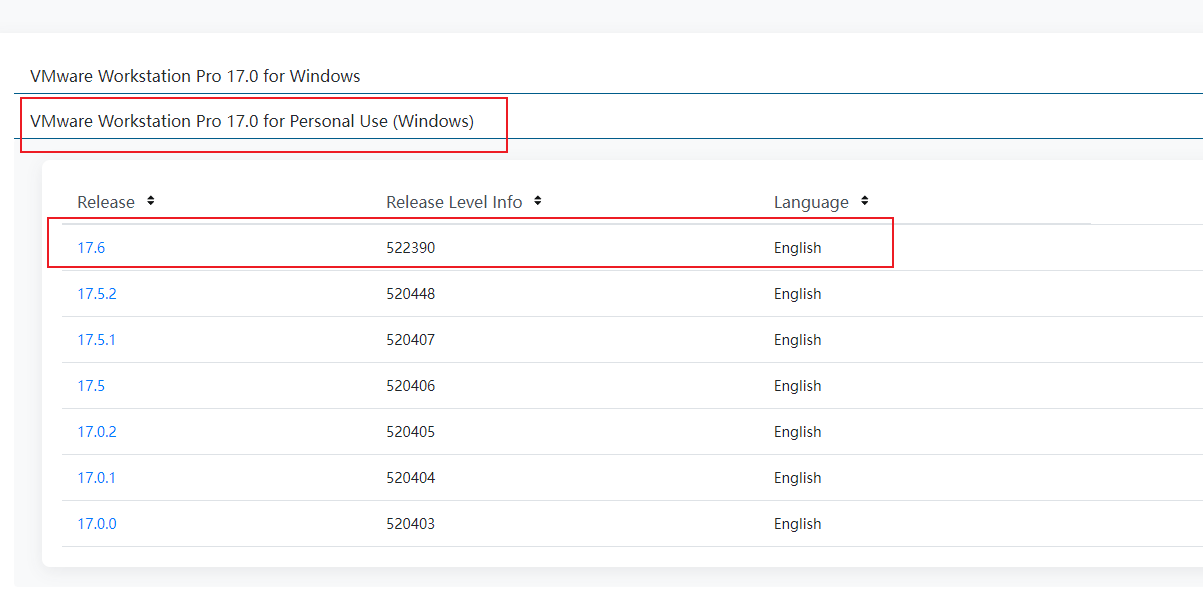 VMware Workstation Pro 17.0 for Windows
VMware Workstation Pro 17.0 for Personal Use (Windows)
Release Release Level Info Language
17.6 522390 English
17.5.2 520448 English
17.5.1 520407 English
17.5 520406 English
17.0.2 520405 English
17.0.1 520404 English
17.0.0 520403 English